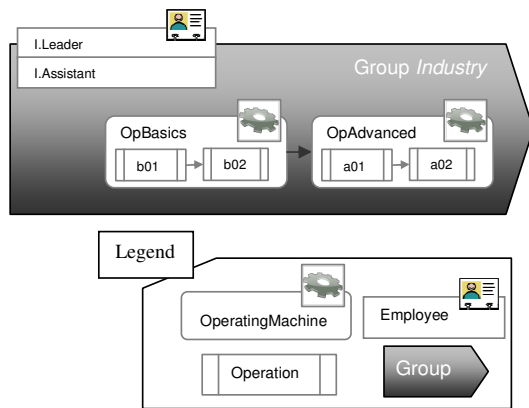 I.Leader
I.Assistant
Group Industry
OpBasics
OpAdvanced
b01
b02
a01
a02
Legend
OperatingMachine
Employee
Operation
Group